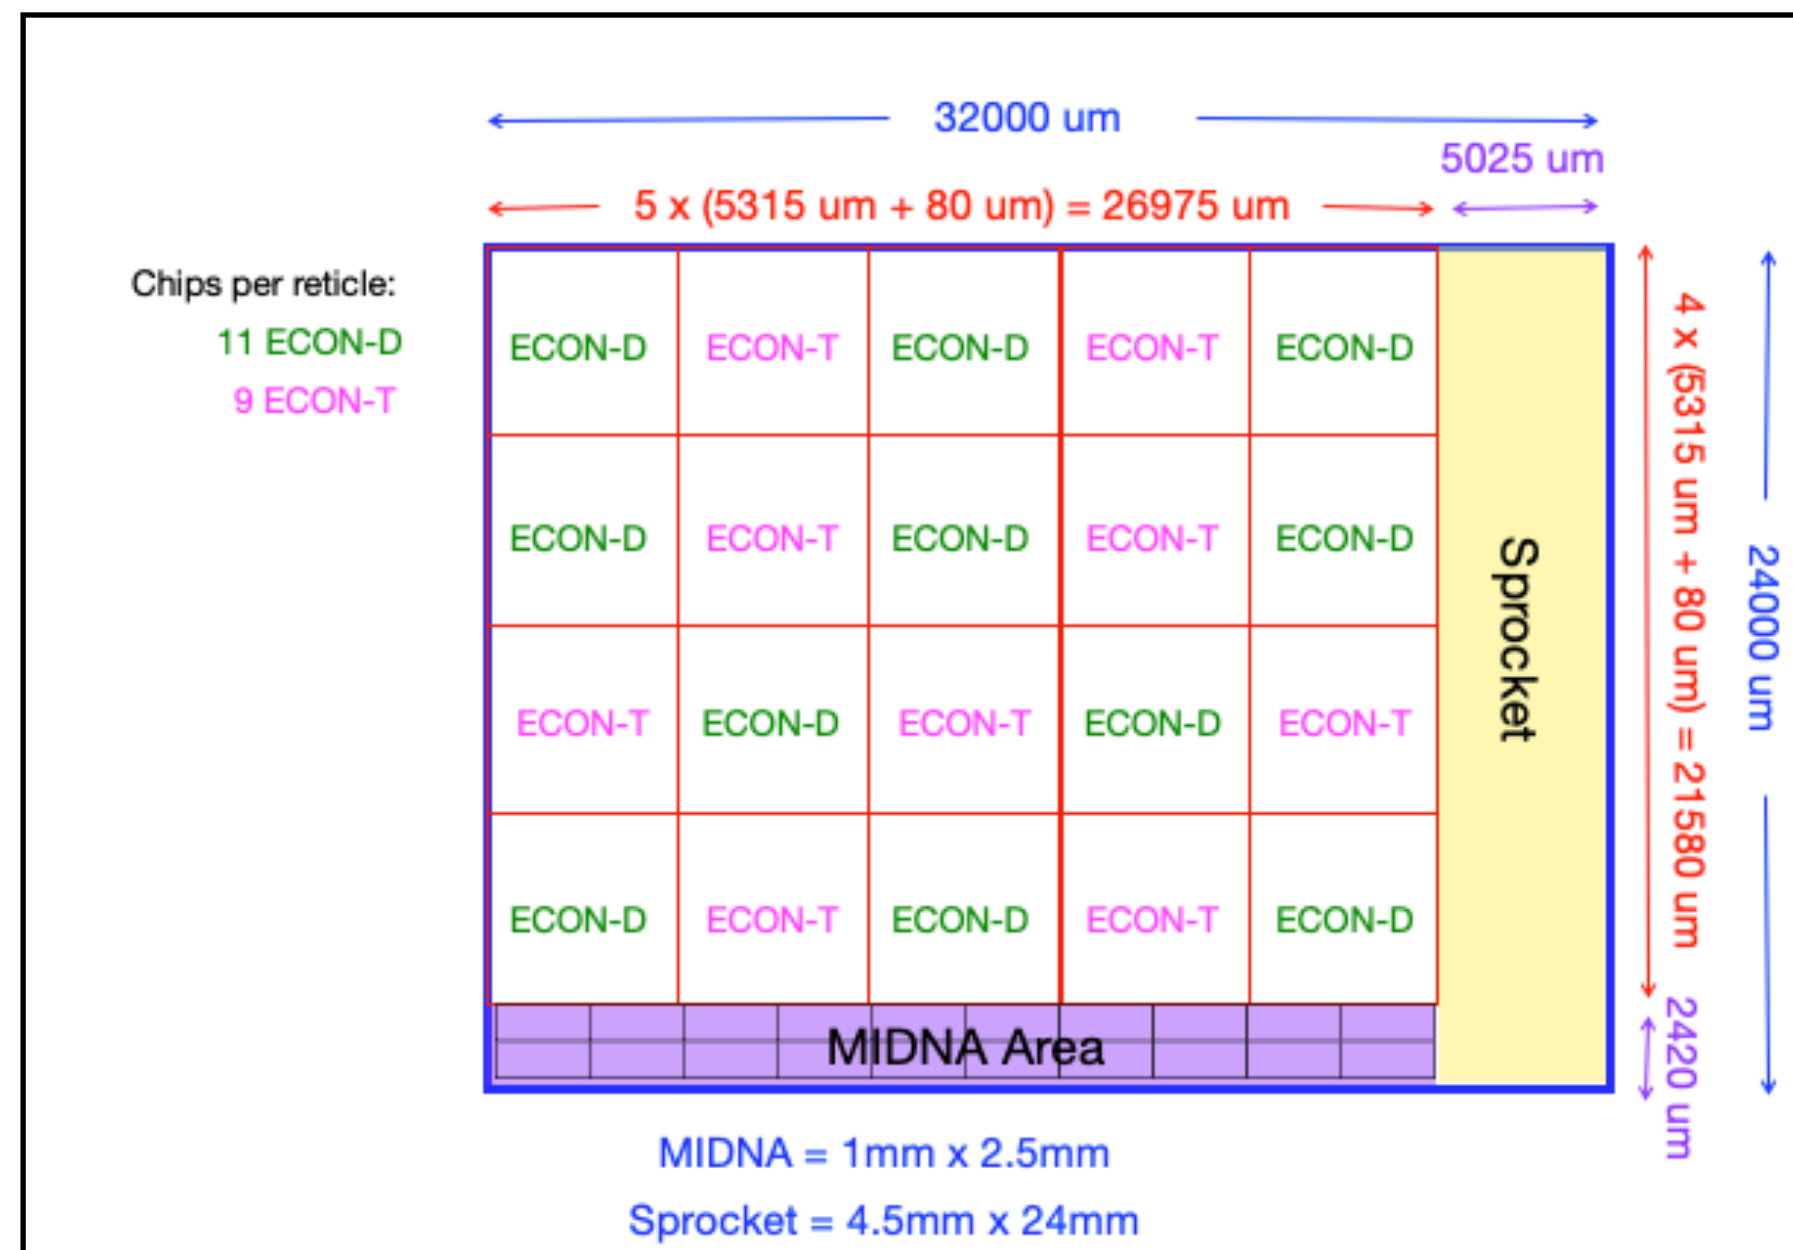 32000 um
5025 um
5 x (5315 um + 80 um) = 26975 um
Chips per reticle:
11 ECON-D
9 ECON-T
ECON-D ECON-T ECON-D ECON-T ECON-D
ECON-D ECON-T ECON-D ECON-T ECON-D
ECON-T ECON-D ECON-T ECON-D ECON-T
ECON-D ECON-T ECON-D ECON-T ECON-D
Sprocket
4 x (5315 um + 80 um) = 21580 um
24000 um
2420 um
MIDNA Area
MIDNA = 1mm x 2.5mm
Sprocket = 4.5mm x 24mm